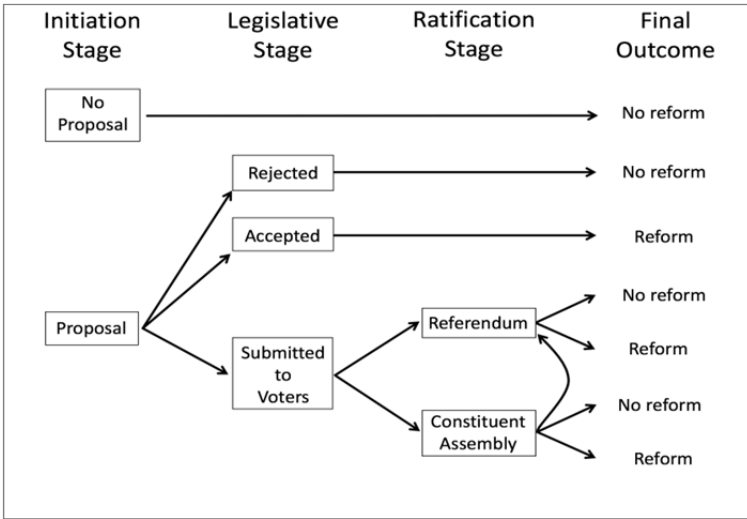 Initiation
Stage
Legislative
Stage
Ratification
Stage
Final
Outcome
No
Proposal
No reform
Rejected
No reform
Accepted
Reform
Proposal
Submitted
to
Voters
Referendum
No reform
Reform
Constituent
Assembly
No reform
Reform